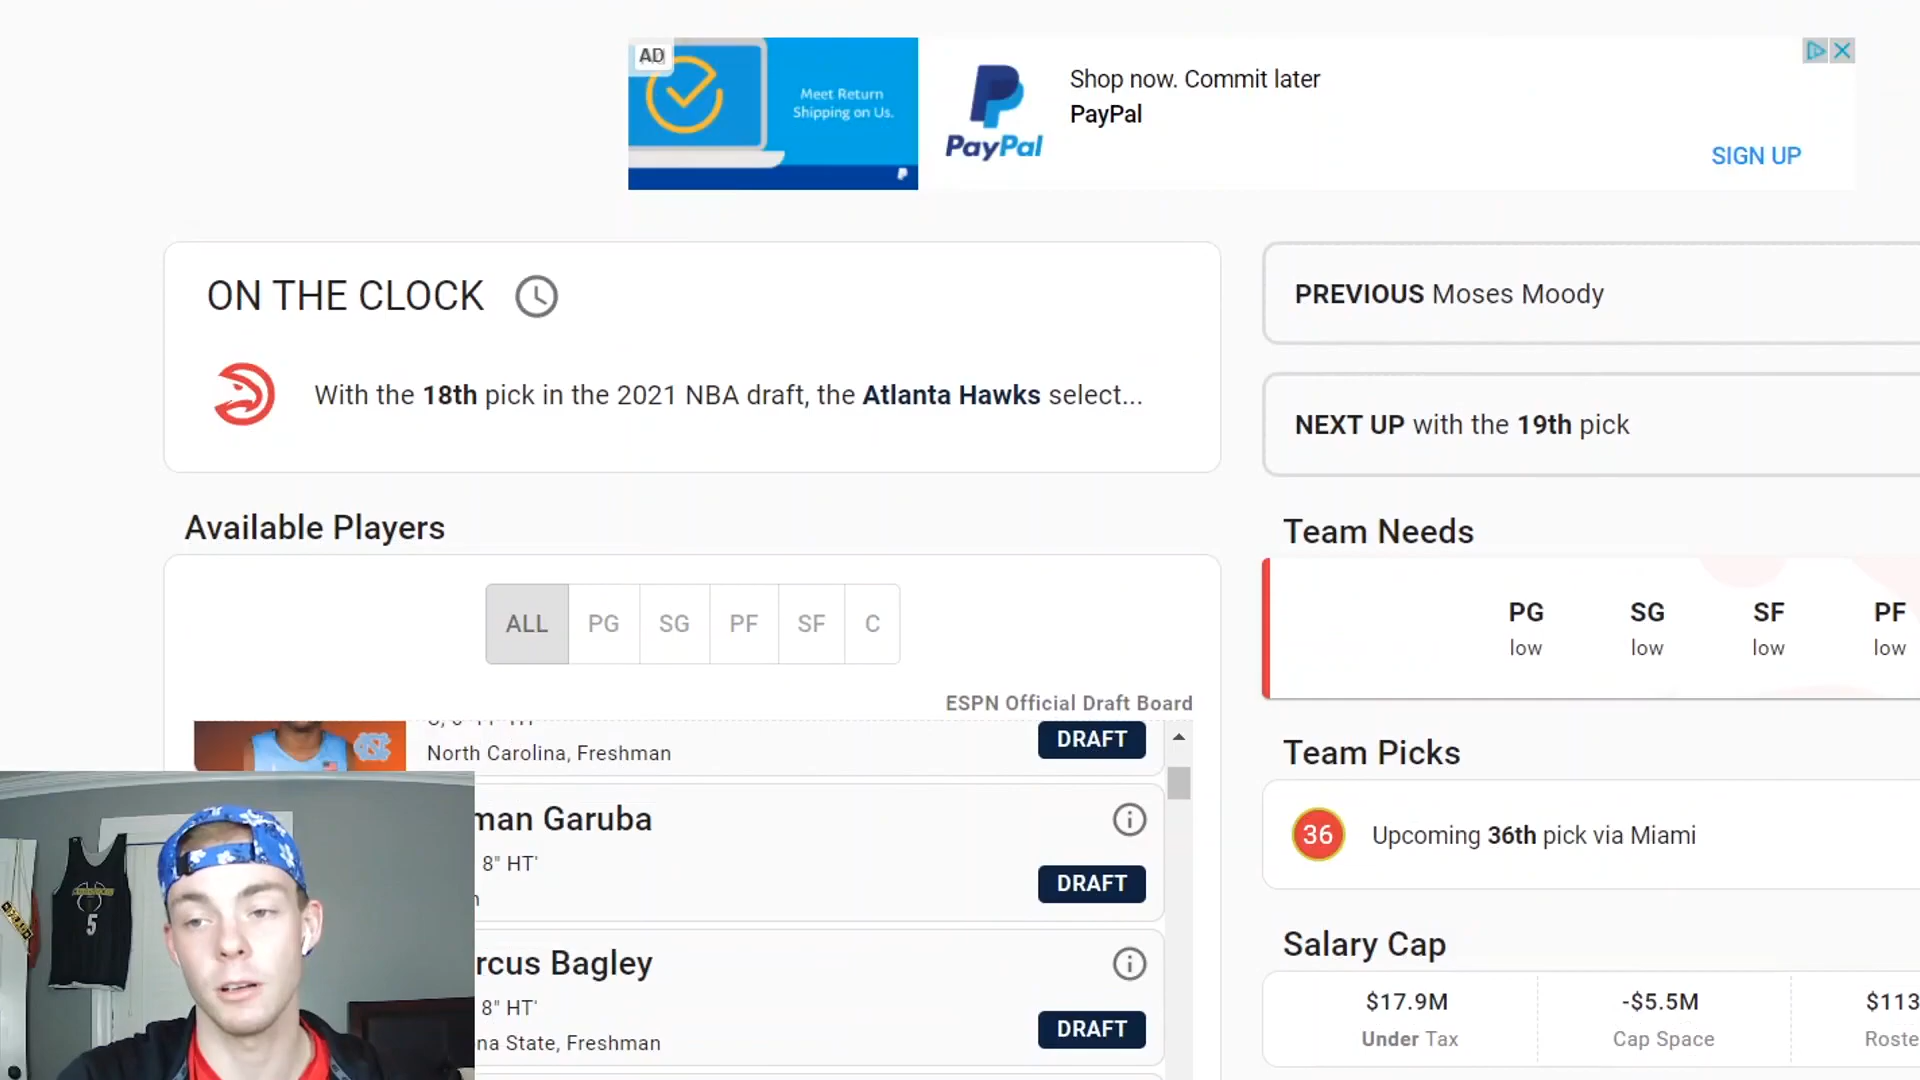 AD
Meet Return
Shipping on Us.
PayPal
Shop now. Commit later
PayPal
SIGN UP
ON THE CLOCK
With the 18th pick in the 2021 NBA draft, the Atlanta Hawks select...
PREVIOUS Moses Moody
NEXT UP with the 19th pick
Available Players
ALL PG SG PF SF C
ESPN Official Draft Board
North Carolina, Freshman
DRAFT
man Garuba
8" HT'
DRAFT
rcus Bagley
8" HT'
na State, Freshman
DRAFT
Team Needs
PG SG SF PF
low low low low
Team Picks
36 Upcoming 36th pick via Miami
Salary Cap
$17.9M -$5.5M $113
Under Tax Cap Space Roste
5